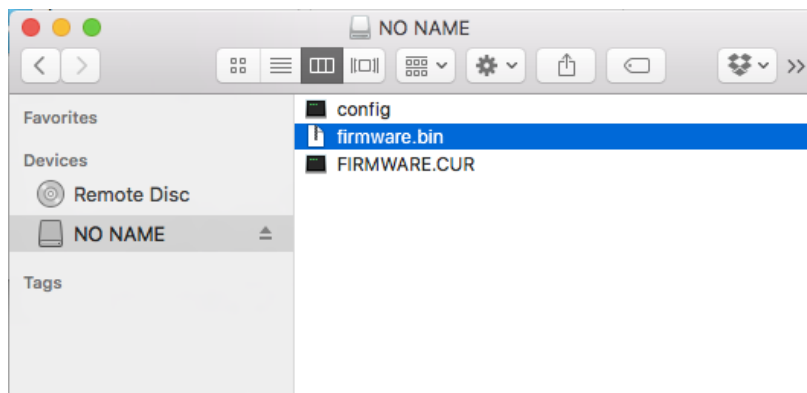 NO NAME
Favorites
Devices
Remote Disc
NO NAME
Tags
config
firmware.bin
FIRMWARE.CUR